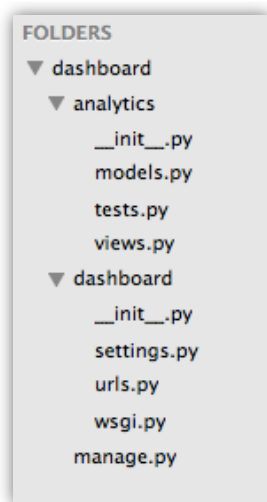 FOLDERS
dashboard
analytics
__init__.py
models.py
tests.py
views.py
dashboard
__init__.py
settings.py
urls.py
wsgi.py
manage.py